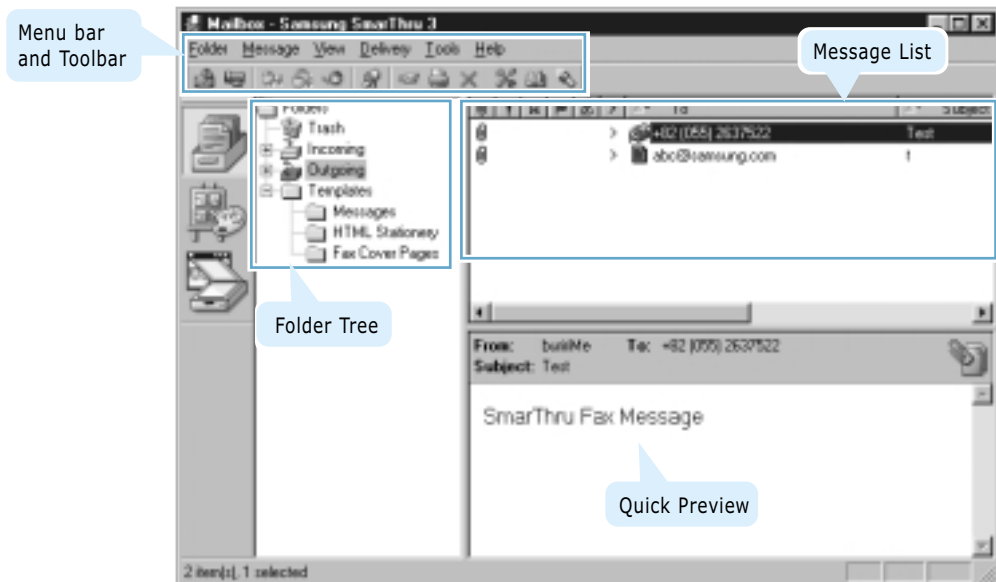 Menu bar
and Toolbar
Mailbox - Samsung SmarThru 3
Folder Message View Delivery Tools Help
Message List
Folders
Trash
Incoming
Outgoing
Templates
Messages
HTML Stationery
Fax Cover Pages
Folder Tree
To Subject
+82 (055) 2637522 Test
abc@samsung.com t
From: To: +82 (055) 2637522
Subject: Test
SmarThru Fax Message
Quick Preview
2 item(s), 1 selected